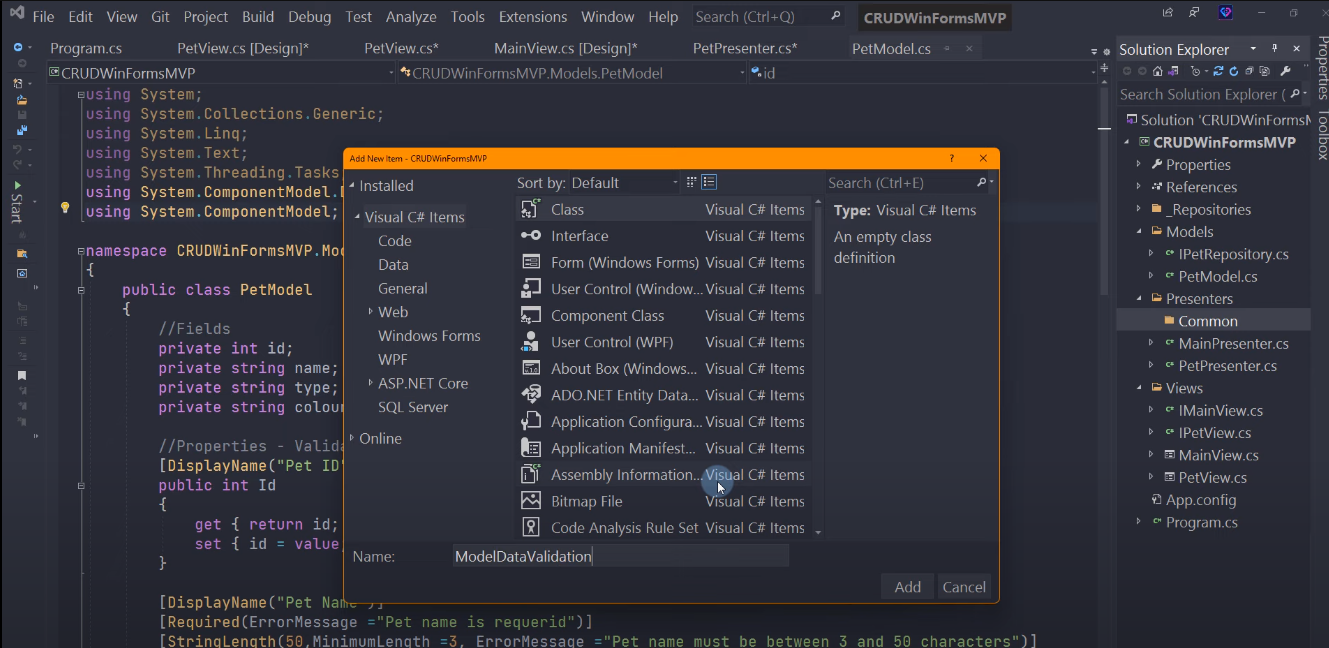 File Edit View Git Project Build Debug Test Analyze Tools Extensions Window Help Search (Ctrl+Q) CRUDWinFormsMVP
Program.cs PetView.cs [Design]* PetView.cs* MainView.cs [Design]* PetPresenter.cs* PetModel.cs
CRUDWinFormsMVP CRUDWinFormsMVP.Models.PetModel id
using System;
using System.Collections.Generic;
using System.Linq;
using System.Text;
using System.Threading.Tasks
using System.ComponentModel.D
using System.ComponentModel;
namespace CRUDWinFormsMVP.Mod
{
public class PetModel
{
//Fields
private int id;
private string name;
private string type;
private string colou
//Properties - Valida
[DisplayName("Pet ID"
public int Id
{
get { return id;
set { id = value
}
[DisplayName("Pet Name")]
[Required(ErrorMessage ="Pet name is requerid")]
[StringLength(50,MinimumLength =3, ErrorMessage ="Pet name must be between 3 and 50 characters")]
Start
Add New Item - CRUDWinFormsMVP ?
Installed
Visual C# Items
Code
Data
General
Web
Windows Forms
WPF
ASP.NET Core
SQL Server
Online
Sort by: Default
Search (Ctrl+E)
Class Visual C# Items
Interface Visual C# Items
Form (Windows Forms) Visual C# Items
User Control (Window... Visual C# Items
Component Class Visual C# Items
User Control (WPF) Visual C# Items
About Box (Windows... Visual C# Items
ADO.NET Entity Data... Visual C# Items
Application Configura... Visual C# Items
Application Manifest... Visual C# Items
Assembly Information... Visual C# Items
Bitmap File Visual C# Items
Code Analysis Rule Set Visual C# Items
Type: Visual C# Items
An empty class
definition
Name: ModelDataValidation
Add Cancel
Solution Explorer
Search Solution Explorer (
Solution 'CRUDWinFormsM
CRUDWinFormsMVP
Properties
References
_Repositories
Models
IPetRepository.cs
PetModel.cs
Presenters
Common
MainPresenter.cs
PetPresenter.cs
Views
IMainView.cs
IPetView.cs
MainView.cs
PetView.cs
App.config
Program.cs
Properties
Toolbox